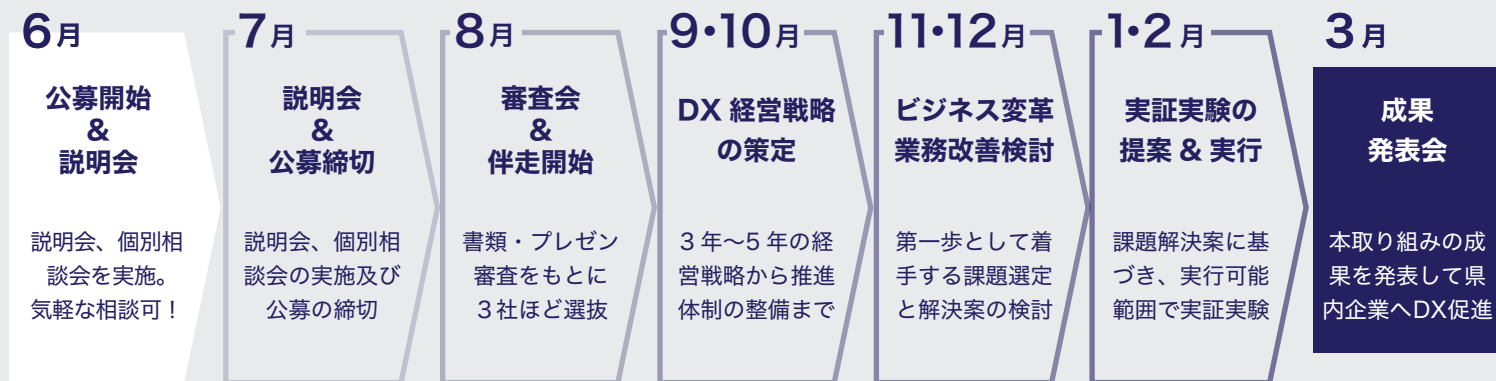 6月
公募開始
&
説明会
説明会、個別相
談会を実施。
気軽な相談可！
7月
説明会
&
公募締切
説明会、個別相
談会の実施及び
公募の締切
8月
審査会
&
伴走開始
書類・プレゼン
審査をもとに
3社ほど選抜
9・10月
DX 経営戦略
の策定
3年〜5年の経
営戦略から推進
体制の整備まで
11・12月
ビジネス変革
業務改善検討
第一歩として着
手する課題選定
と解決案の検討
1・2月
実証実験の
提案 & 実行
課題解決案に基
づき、実行可能
範囲で実証実験
3月
成果
発表会
本取り組みの成
果を発表して県
内企業へDX促進